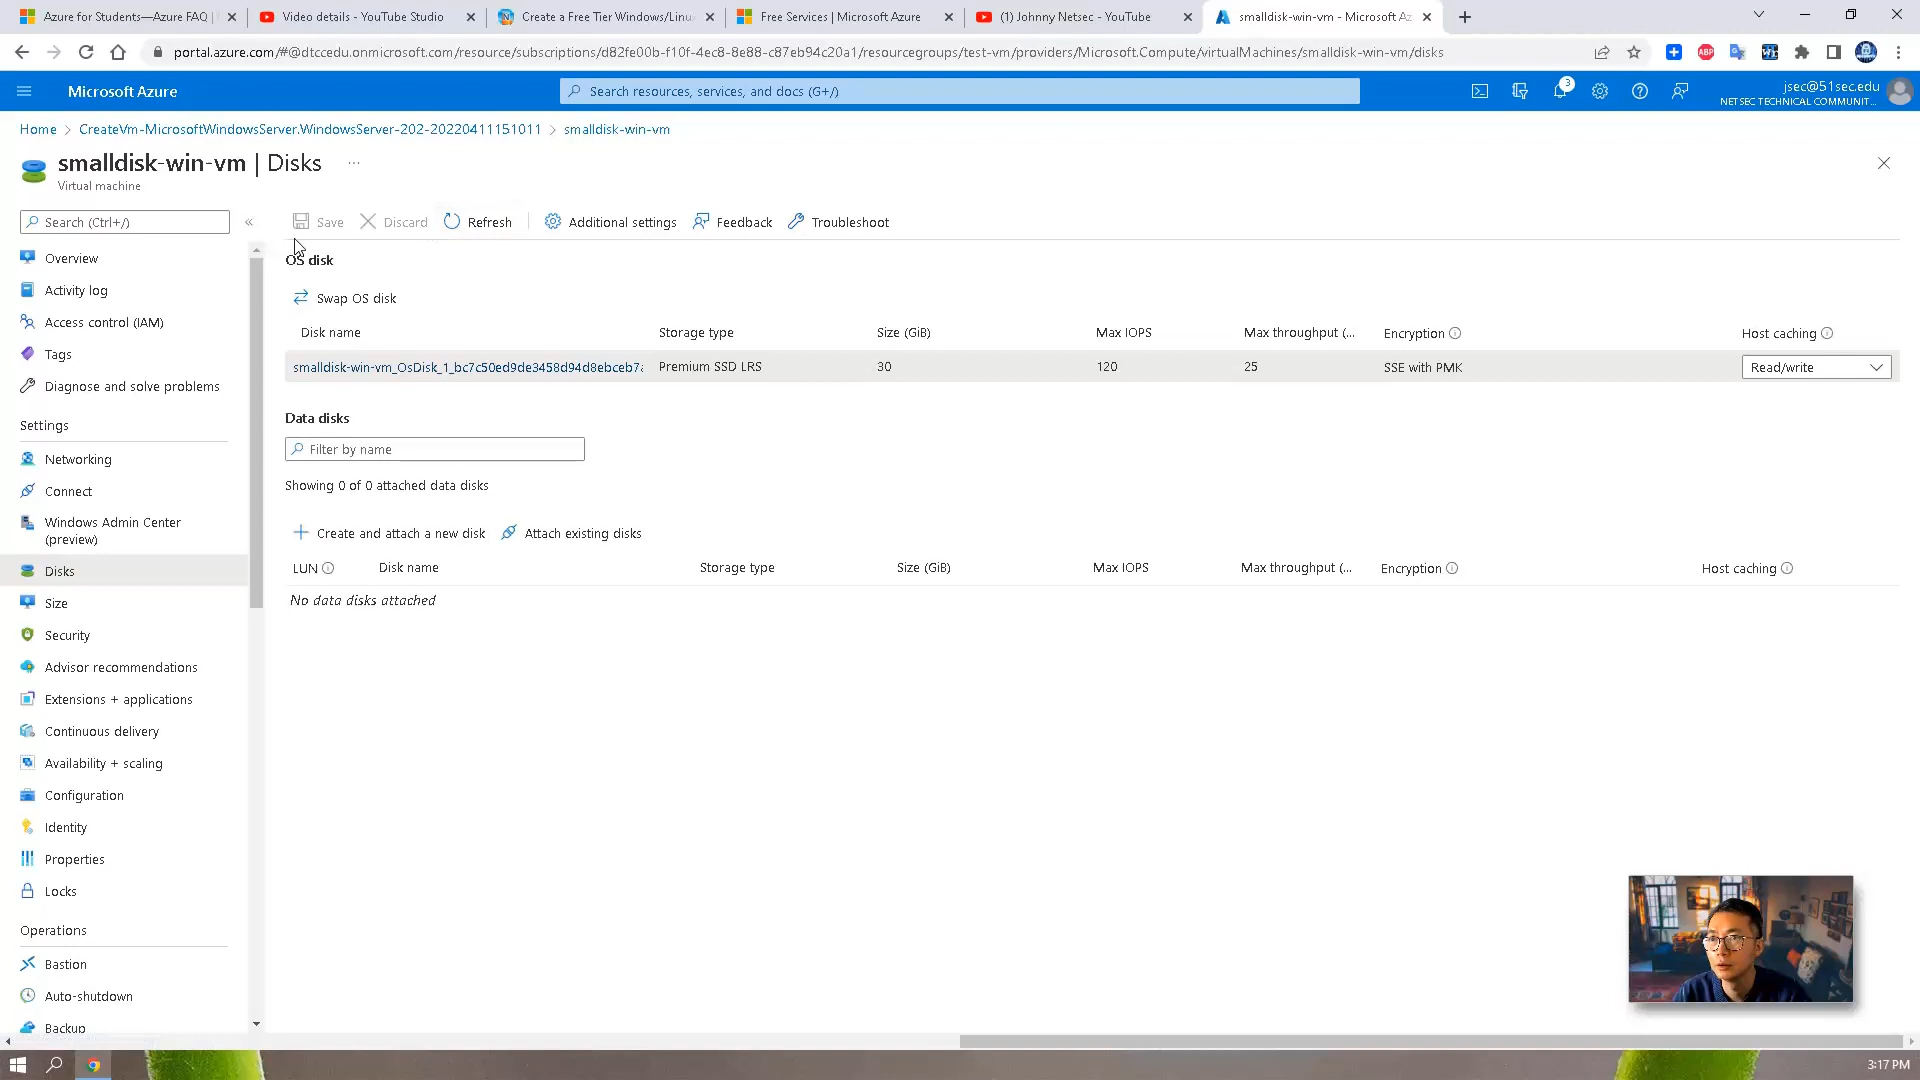 Azure for Students—Azure FAQ |
Video details - YouTube Studio
Create a Free Tier Windows/Linu
Free Services | Microsoft Azure
(1) Johnny Netsec - YouTube
smalldisk-win-vm - Microsoft Az
portal.azure.com/#@dtccedu.onmicrosoft.com/resource/subscriptions/d82fe00b-f10f-4ec8-8e88-c87eb94c20a1/resourcegroups/test-vm/providers/Microsoft.Compute/virtualMachines/smalldisk-win-vm/disks
ABP
Microsoft Azure
Search resources, services, and docs (G+/)
3
jsec@51sec.edu
NETSEC TECHNICAL COMMUNIT...
Home > CreateVm-MicrosoftWindowsServer.WindowsServer-202-20220411151011 > smalldisk-win-vm
smalldisk-win-vm | Disks ...
Virtual machine
Search (Ctrl+/)
«
Save
Discard
Refresh
Additional settings
Feedback
Troubleshoot
Overview
Activity log
Access control (IAM)
Tags
Diagnose and solve problems
Settings
Networking
Connect
Windows Admin Center
(preview)
Disks
Size
Security
Advisor recommendations
Extensions + applications
Continuous delivery
Availability + scaling
Configuration
Identity
Properties
Locks
Operations
Bastion
Auto-shutdown
Backup
OS disk
Swap OS disk
Disk name Storage type Size (GiB) Max IOPS Max throughput (... Encryption Host caching
smalldisk-win-vm_OsDisk_1_bc7c50ed9de3458d94d8ebceb7a Premium SSD LRS 30 120 25 SSE with PMK Read/write
Data disks
Filter by name
Showing 0 of 0 attached data disks
Create and attach a new disk
Attach existing disks
LUN Disk name Storage type Size (GiB) Max IOPS Max throughput (... Encryption Host caching
No data disks attached
3:17 PM